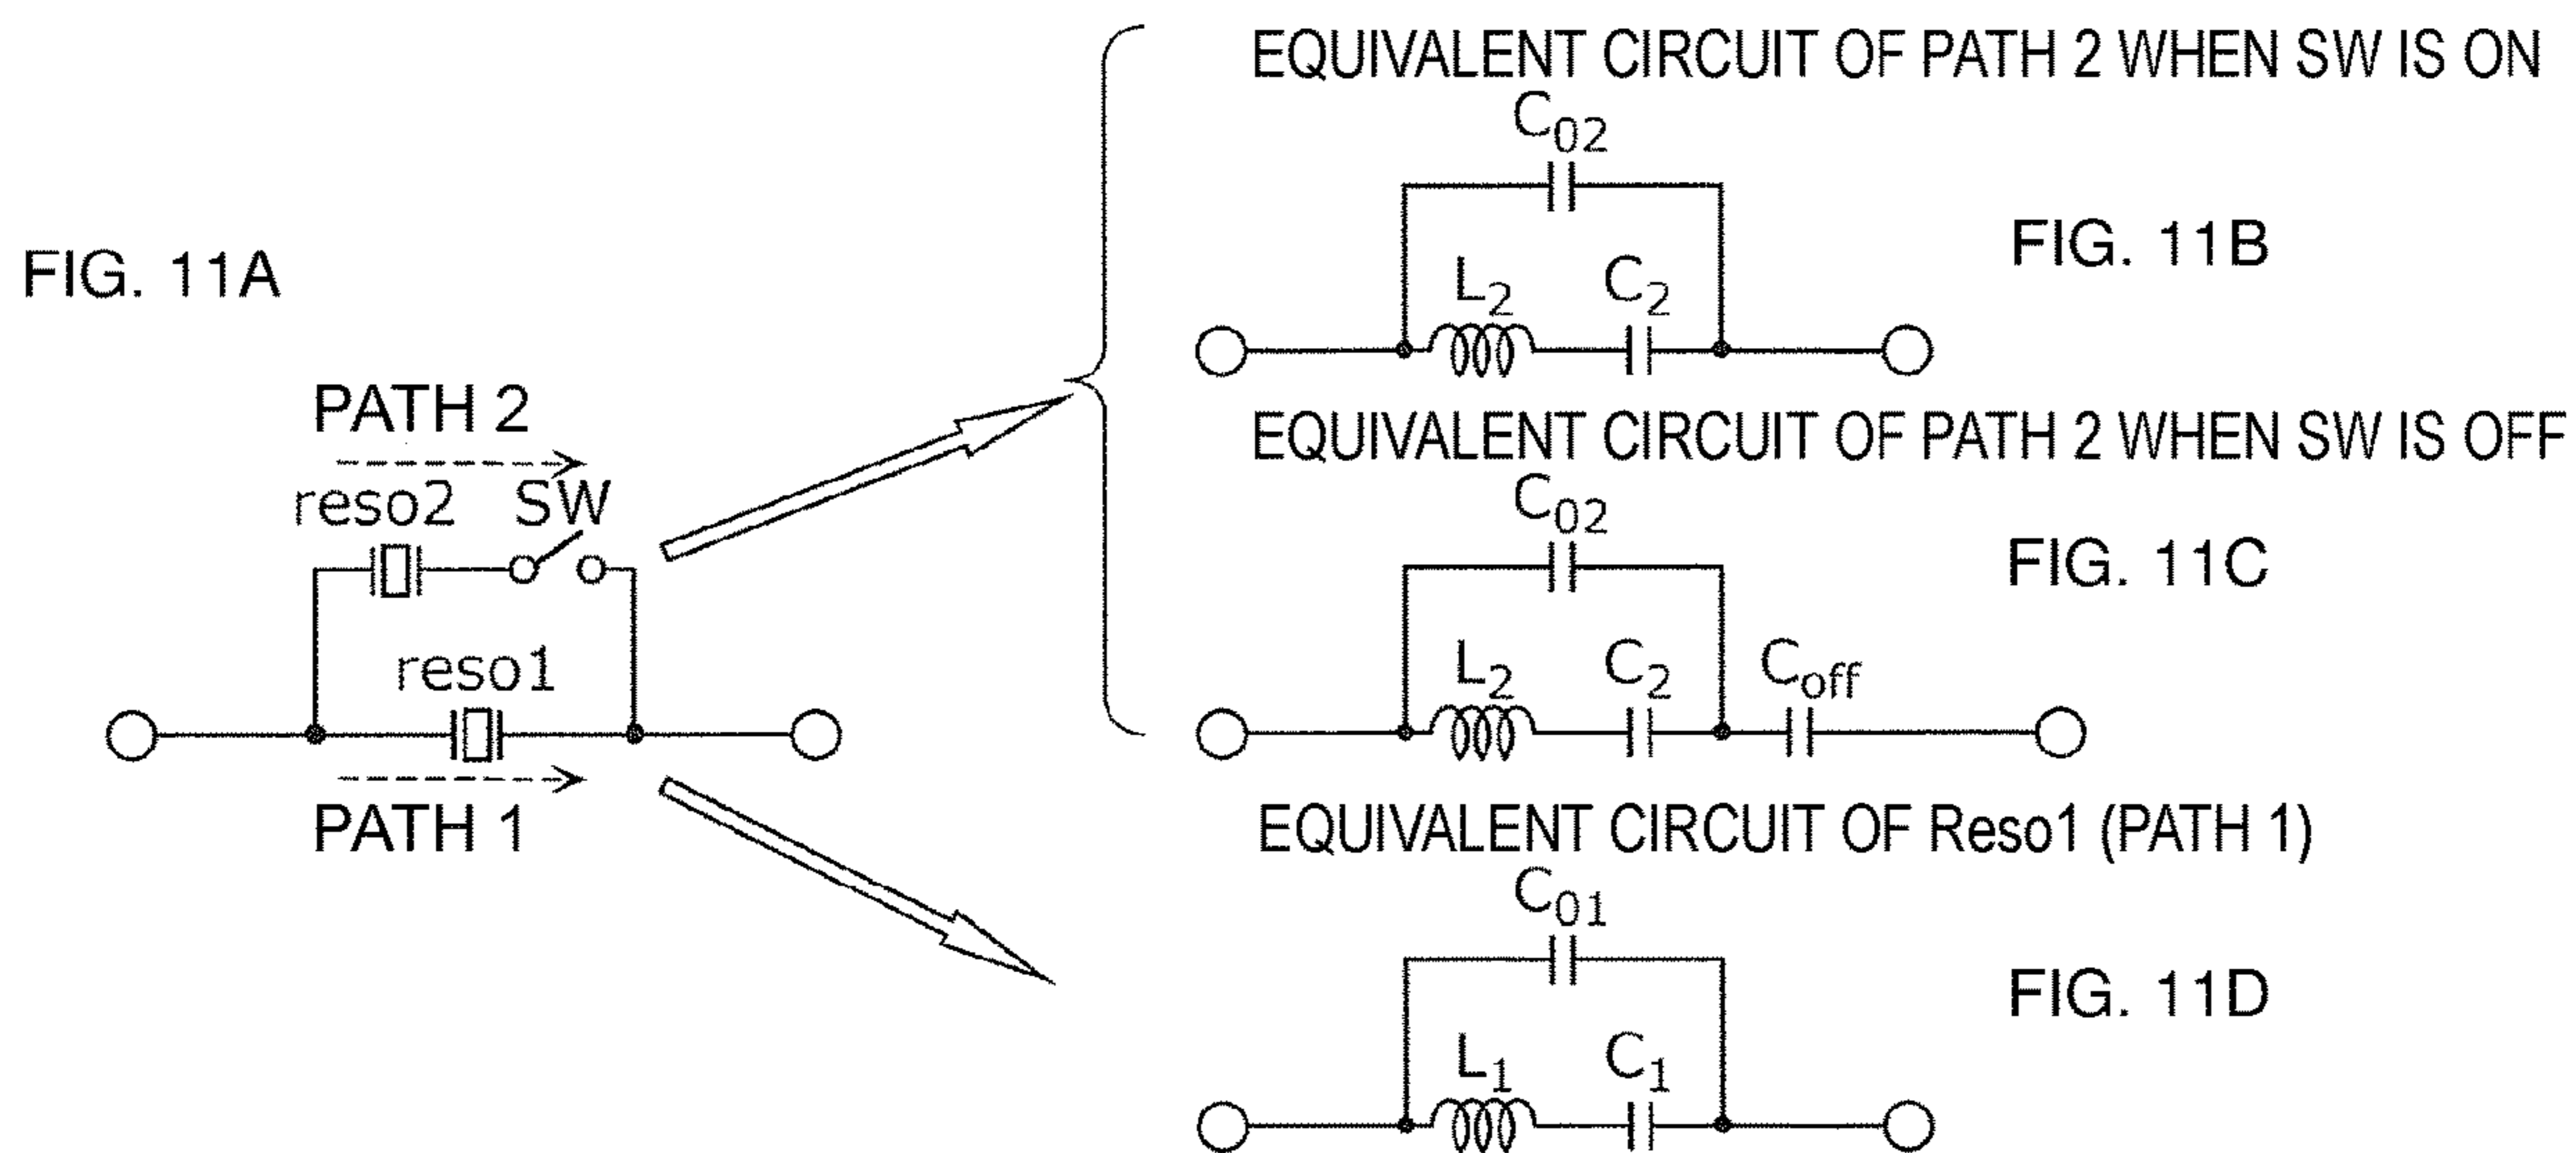 FIG. 11A
PATH 2
reso2 SW
reso1
PATH 1
EQUIVALENT CIRCUIT OF PATH 2 WHEN SW IS ON
C02
FIG. 11B
L2 C2
EQUIVALENT CIRCUIT OF PATH 2 WHEN SW IS OFF
C02
FIG. 11C
L2 C2 Coff
EQUIVALENT CIRCUIT OF Reso1 (PATH 1)
C01
FIG. 11D
L1 C1